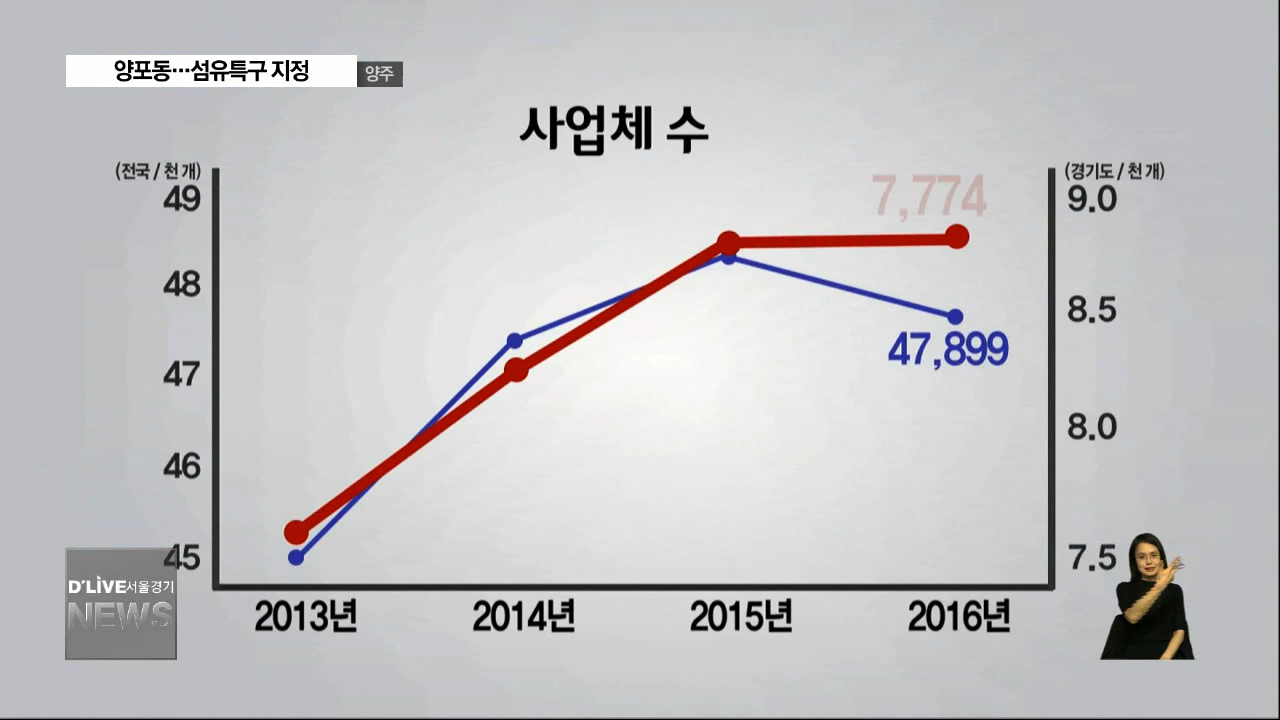 양포동…섬유특구 지정
양주
사업체 수
(전국 / 천 개)
(경기도 / 천 개)
49
48
47
46
45
9.0
8.5
8.0
7.5
7,774
47,899
2013년
2014년
2015년
2016년
D'LIVE서울경기
NEWS